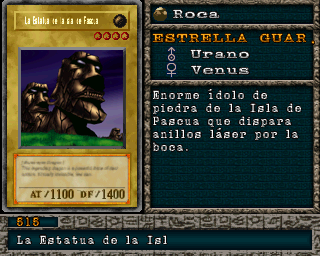 La Estatua de la Isla de Pascua
AT/1100 DF/1400
Roca
ESTRELLA GUAR.
Urano
Venus
Enorme ídolo de
piedra de la Isla de
Pascua que dispara
anillos láser por la
boca.
515
La Estatua de la Isl